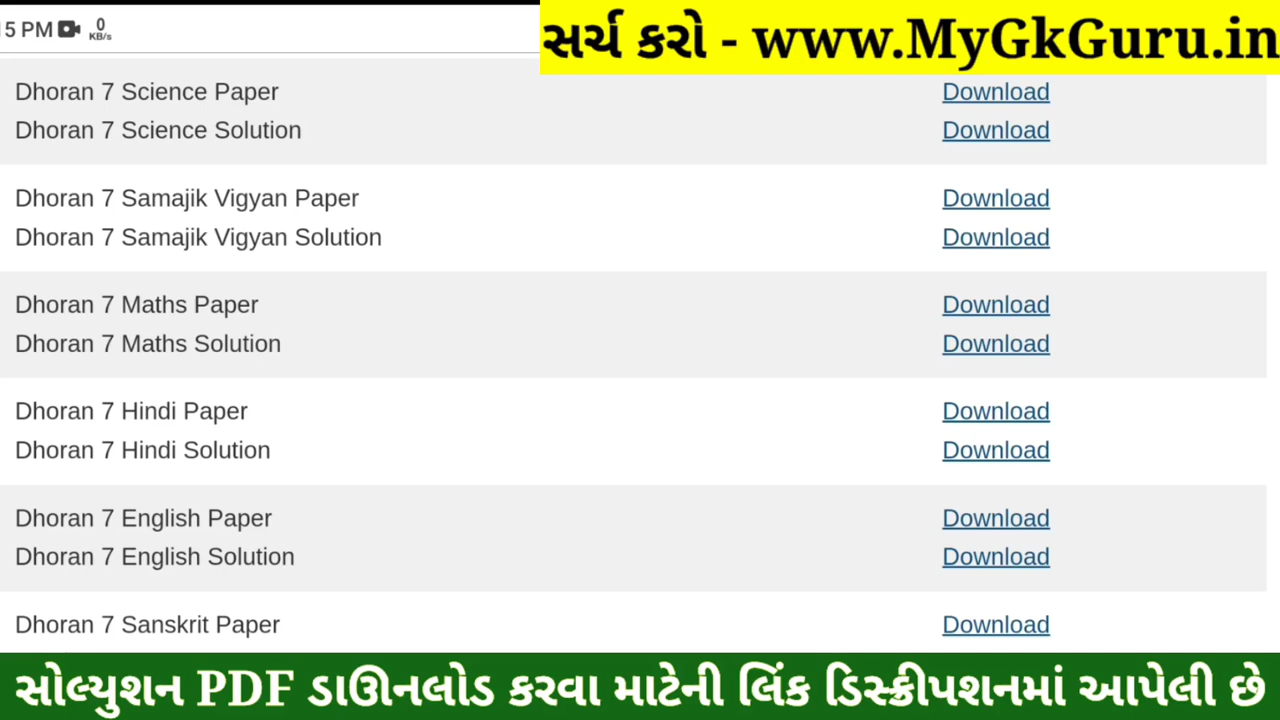 15 PM 0 KB/s
સર્ચ કરો - www.MyGkGuru.in
Dhoran 7 Science Paper Download
Dhoran 7 Science Solution Download
Dhoran 7 Samajik Vigyan Paper Download
Dhoran 7 Samajik Vigyan Solution Download
Dhoran 7 Maths Paper Download
Dhoran 7 Maths Solution Download
Dhoran 7 Hindi Paper Download
Dhoran 7 Hindi Solution Download
Dhoran 7 English Paper Download
Dhoran 7 English Solution Download
Dhoran 7 Sanskrit Paper Download
સોલ્યુશન PDF ડાઊનલોડ કરવા માટેની લિંક ડિસ્ક્રીપશનમાં આપેલી છે